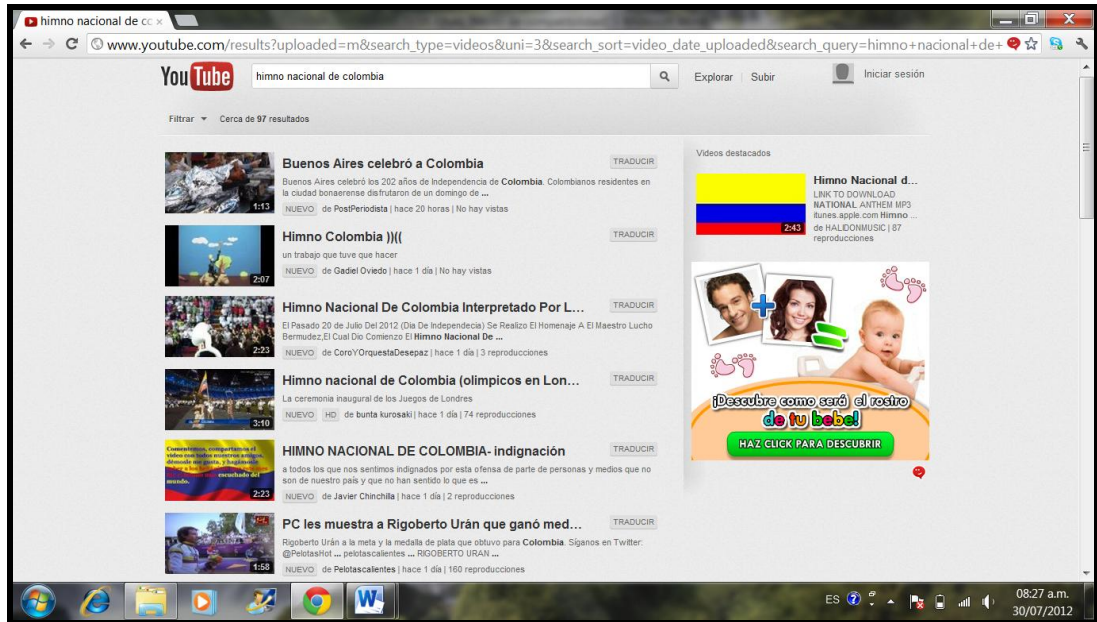 himno nacional de cc
www.youtube.com/results?uploaded=m&search_type=videos&uni=3&search_sort=video_date_uploaded&search_query=himno+nacional+de+
You Tube
himno nacional de colombia
Explorar | Subir
Iniciar sesión
Filtrar
Cerca de 97 resultados
Buenos Aires celebró a Colombia
TRADUCIR
Buenos Aires celebró los 202 años de Independencia de Colombia. Colombianos residentes en
la ciudad bonaerense disfrutaron de un domingo de ...
1:13
NUEVO de PostPeriodista | hace 20 horas | No hay vistas
Himno Colombia ))((
TRADUCIR
un trabajo que tuve que hacer
NUEVO de Gadiel Oviedo | hace 1 día | No hay vistas
2:07
Himno Nacional De Colombia Interpretado Por L...
TRADUCIR
El Pasado 20 de Julio Del 2012 (Dia De Independecia) Se Realizo El Homenaje A El Maestro Lucho
Bermudez,El Cual Dio Comienzo El Himno Nacional De ...
2:23
NUEVO de CoroYOrquestaDesepaz | hace 1 día | 3 reproducciones
Himno nacional de Colombia (olimpicos en Lon...
TRADUCIR
La ceremonia inaugural de los Juegos de Londres
NUEVO HD de bunta kurosaki | hace 1 día | 74 reproducciones
3:10
HIMNO NACIONAL DE COLOMBIA- indignación
TRADUCIR
a todos los que nos sentimos indignados por esta ofensa de parte de personas y medios que no
son de nuestro país y que no han sentido lo que es ...
escuchado del
mundo.
2:23
NUEVO de Javier Chinchilla | hace 1 día | 2 reproducciones
PC les muestra a Rigoberto Urán que ganó med...
TRADUCIR
Rigoberto Urán a la meta y la medalla de plata que obtuvo para Colombia. Síganos en Twitter:
@PelotasHot ... pelotascalientes ... RIGOBERTO URAN ...
1:58
NUEVO de Pelotascalientes | hace 1 día | 160 reproducciones
Videos destacados
Himno Nacional d...
LINK TO DOWNLOAD
NATIONAL ANTHEM MP3
itunes.apple.com Himno ...
2:43
de HALIDONMUSIC | 87
reproducciones
¡Descubre como será el rostro
de tu bebe!
HAZ CLICK PARA DESCUBRIR
ES
08:27 a.m.
30/07/2012